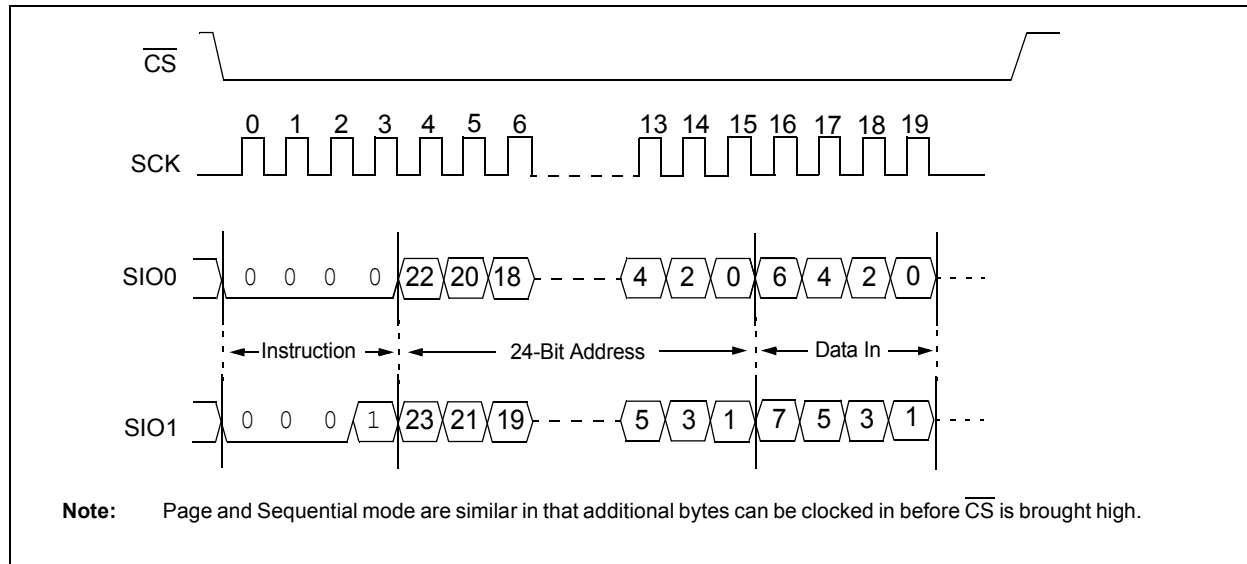 CS
0 1 2 3 4 5 6 13 14 15 16 17 18 19
SCK
SIO0 0 0 0 0 22 20 18 4 2 0 6 4 2 0
Instruction 24-Bit Address Data In
SIO1 0 0 0 1 23 21 19 5 3 1 7 5 3 1
Note: Page and Sequential mode are similar in that additional bytes can be clocked in before CS is brought high.